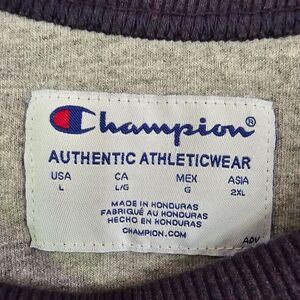 Champion®
AUTHENTIC ATHLETICWEAR
USA CA MEX ASIA
L L/G G 2XL
MADE IN HONDURAS
FABRIQUÉ AU HONDURAS
HECHO EN HONDURAS
CHAMPION.COM
ADV